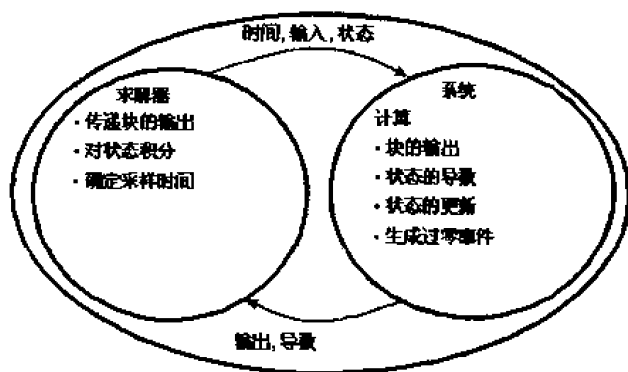 时间, 输入, 状态
求解器
· 传递块的输出
· 对状态积分
· 确定采样时间
系统
计算
· 块的输出
· 状态的导数
· 状态的更新
· 生成过零事件
输出, 导数